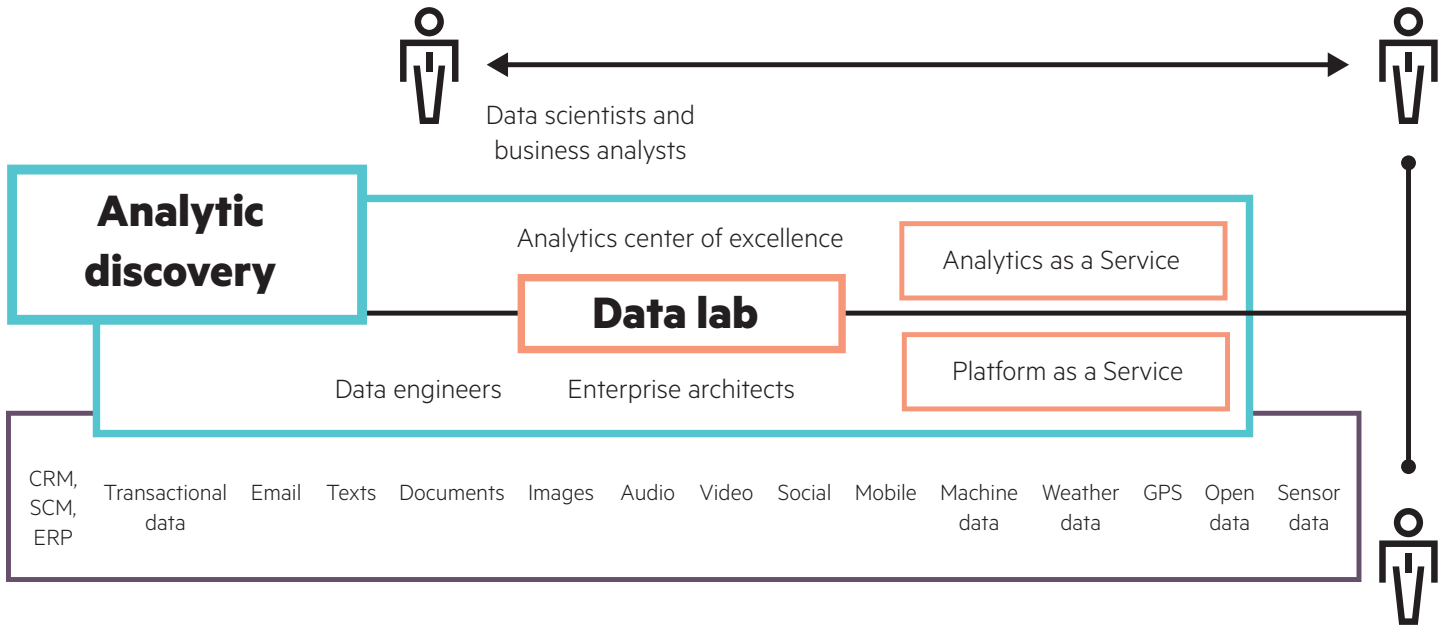 Data scientists and
business analysts
Analytic
discovery
Analytics center of excellence
Analytics as a Service
Data lab
Platform as a Service
Data engineers
Enterprise architects
CRM,
SCM,
ERP
Transactional
data
Email
Texts
Documents
Images
Audio
Video
Social
Mobile
Machine
data
Weather
data
GPS
Open
data
Sensor
data